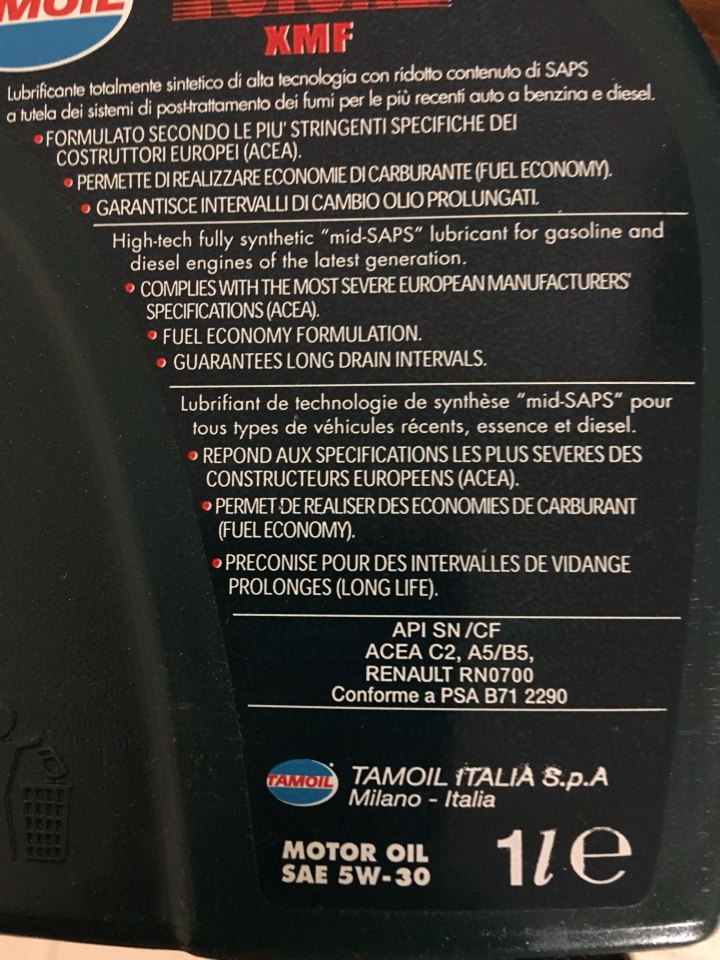 TAMOIL
XMF
Lubrificante totalmente sintetico di alta tecnologia con ridotto contenuto di SAPS
a tutela dei sistemi di post-trattamento dei fumi per le più recenti auto a benzina e diesel.
• FORMULATO SECONDO LE PIU' STRINGENTI SPECIFICHE DEI
COSTRUTTORI EUROPEI (ACEA).
• PERMETTE DI REALIZZARE ECONOMIE DI CARBURANTE (FUEL ECONOMY).
• GARANTISCE INTERVALLI DI CAMBIO OLIO PROLUNGATI.
High-tech fully synthetic "mid-SAPS" lubricant for gasoline and
diesel engines of the latest generation.
• COMPLIES WITH THE MOST SEVERE EUROPEAN MANUFACTURERS'
SPECIFICATIONS (ACEA).
• FUEL ECONOMY FORMULATION.
• GUARANTEES LONG DRAIN INTERVALS.
Lubrifiant de technologie de synthèse "mid-SAPS" pour
tous types de véhicules récents, essence et diesel.
• REPOND AUX SPECIFICATIONS LES PLUS SEVERES DES
CONSTRUCTEURS EUROPEENS (ACEA).
• PERMET DE REALISER DES ECONOMIES DE CARBURANT
(FUEL ECONOMY).
• PRECONISE POUR DES INTERVALLES DE VIDANGE
PROLONGES (LONG LIFE).
API SN/CF
ACEA C2, A5/B5,
RENAULT RN0700
Conforme a PSA B71 2290
TAMOIL TAMOIL ITALIA S.p.A
Milano - Italia
MOTOR OIL
SAE 5W-30
1l e